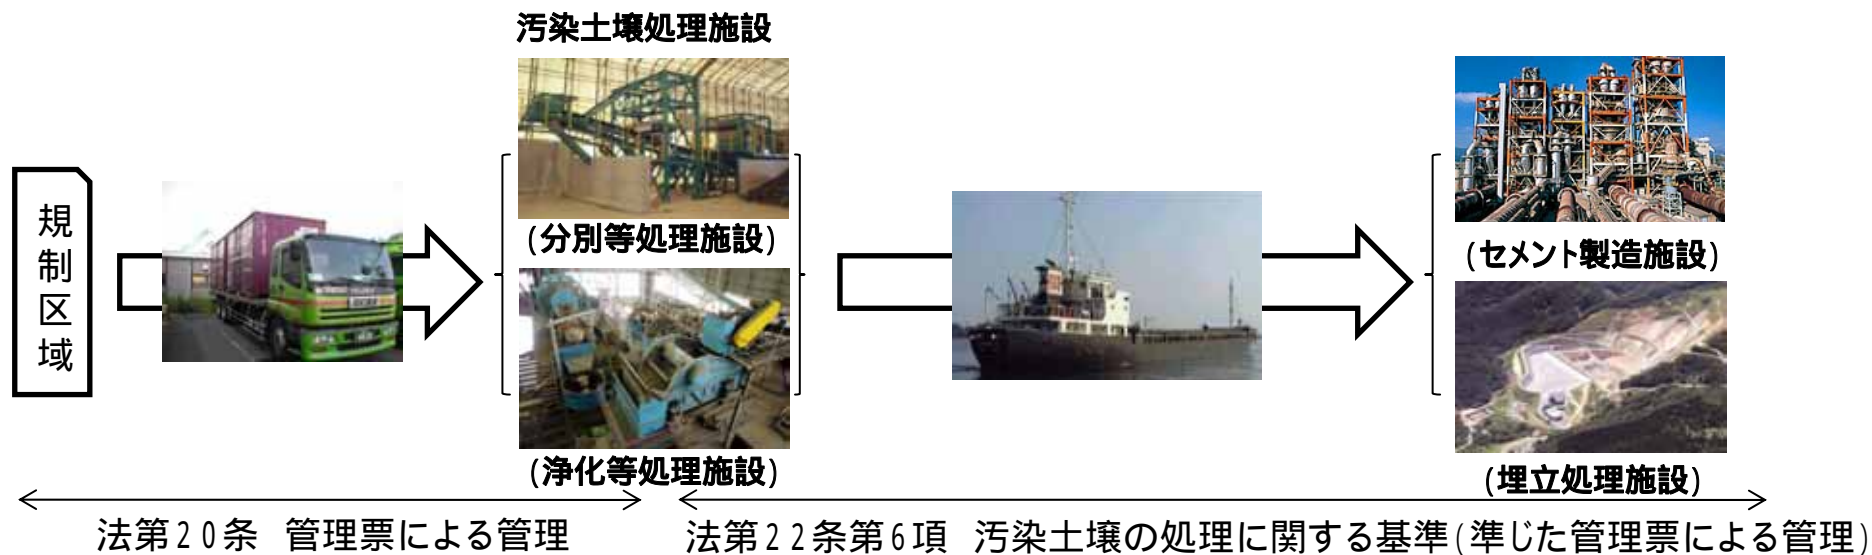 汚染土壌処理施設
規制区域
(分別等処理施設)
(浄化等処理施設)
(セメント製造施設)
(埋立処理施設)
法第20条 管理票による管理
法第22条第6項 汚染土壌の処理に関する基準(準じた管理票による管理)